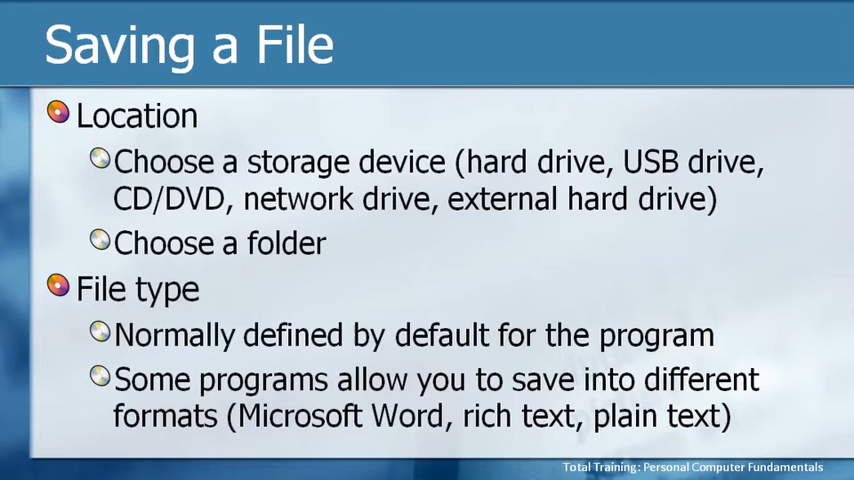 Saving a File
Location
Choose a storage device (hard drive, USB drive,
CD/DVD, network drive, external hard drive)
Choose a folder
File type
Normally defined by default for the program
Some programs allow you to save into different
formats (Microsoft Word, rich text, plain text)
Total Training: Personal Computer Fundamentals